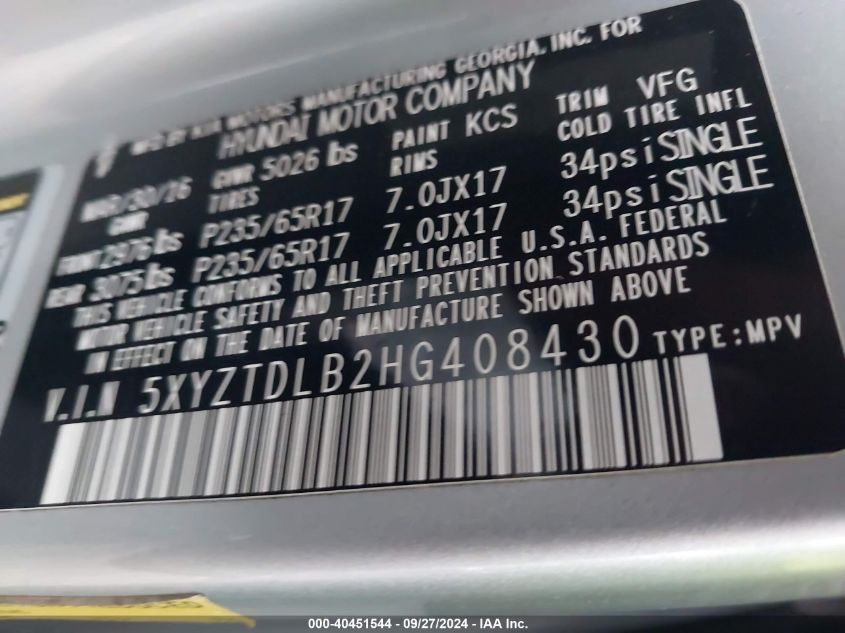 MFG BY KIA MOTORS MANUFACTURING GEORGIA, INC. FOR
HYUNDAI MOTOR COMPANY
GVWR 5026 lbs PAINT KCS TRIM VFG
GAWR TIRES RIMS COLD TIRE INFL
FRONT 2976 lbs P235/65R17 7.0JX17 34psi SINGLE
REAR 3075 lbs P235/65R17 7.0JX17 34psi SINGLE
THIS VEHICLE CONFORMS TO ALL APPLICABLE U.S.A. FEDERAL
MOTOR VEHICLE SAFETY AND THEFT PREVENTION STANDARDS
IN EFFECT ON THE DATE OF MANUFACTURE SHOWN ABOVE
V.I.N 5XYZTDLB2HG408430 TYPE:MPV
000-40451544 - 09/27/2024 - IAA Inc.